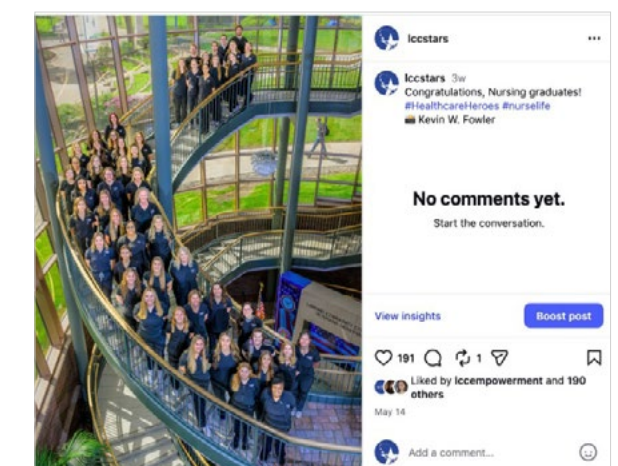 lccstars
lccstars 3w
Congratulations, Nursing graduates!
#HealthcareHeroes #nurselife
📸 Kevin W. Fowler
No comments yet.
Start the conversation.
View insights
Boost post
191
1
Liked by lccempowerment and 190
others
May 14
Add a comment...